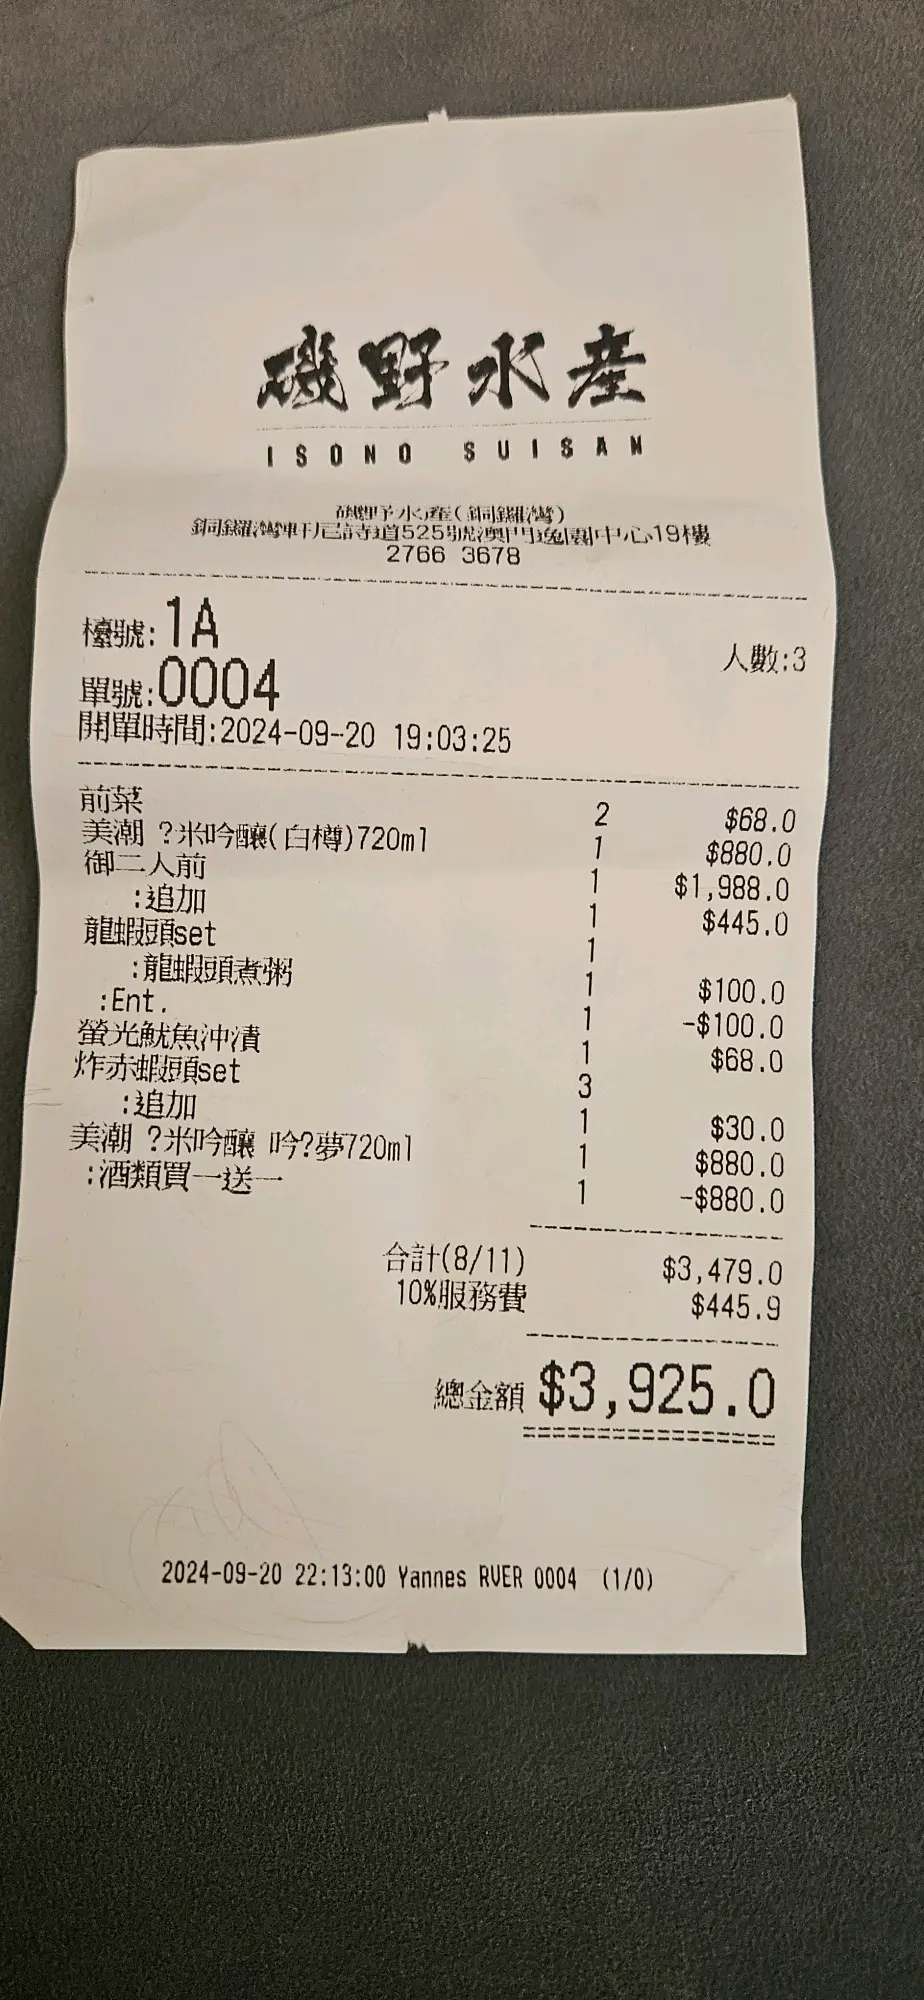 磯野水産
ISONO SUISAN
磯野水産(銅鑼灣)
銅鑼灣軒尼詩道525號澳門逸園中心19樓
2766 3678
檯號:1A 人數:3
單號:0004
開單時間:2024-09-20 19:03:25
前菜 2 $68.0
美潮 ?米吟釀(白樽)720ml 1 $880.0
御二人前 1 $1,988.0
:追加 1 $445.0
龍蝦頭set 1
:龍蝦頭煮粥 1 $100.0
:Ent. 1 -$100.0
螢光魷魚沖漬 1 $68.0
炸赤蝦頭set 3
:追加 1 $30.0
美潮 ?米吟釀 吟?夢720ml 1 $880.0
:酒類買一送一 1 -$880.0
合計(8/11) $3,479.0
10%服務費 $445.9
總金額 $3,925.0
2024-09-20 22:13:00 Yannes RVER 0004 (1/0)